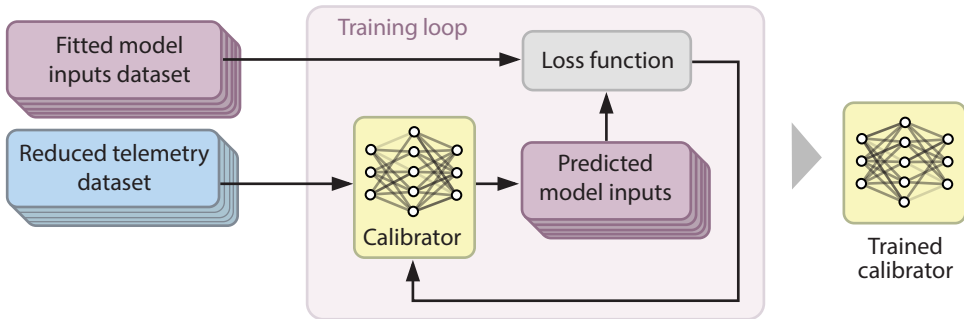 Fitted model
inputs dataset
Reduced telemetry
dataset
Training loop
Loss function
Calibrator
Predicted
model inputs
Trained
calibrator